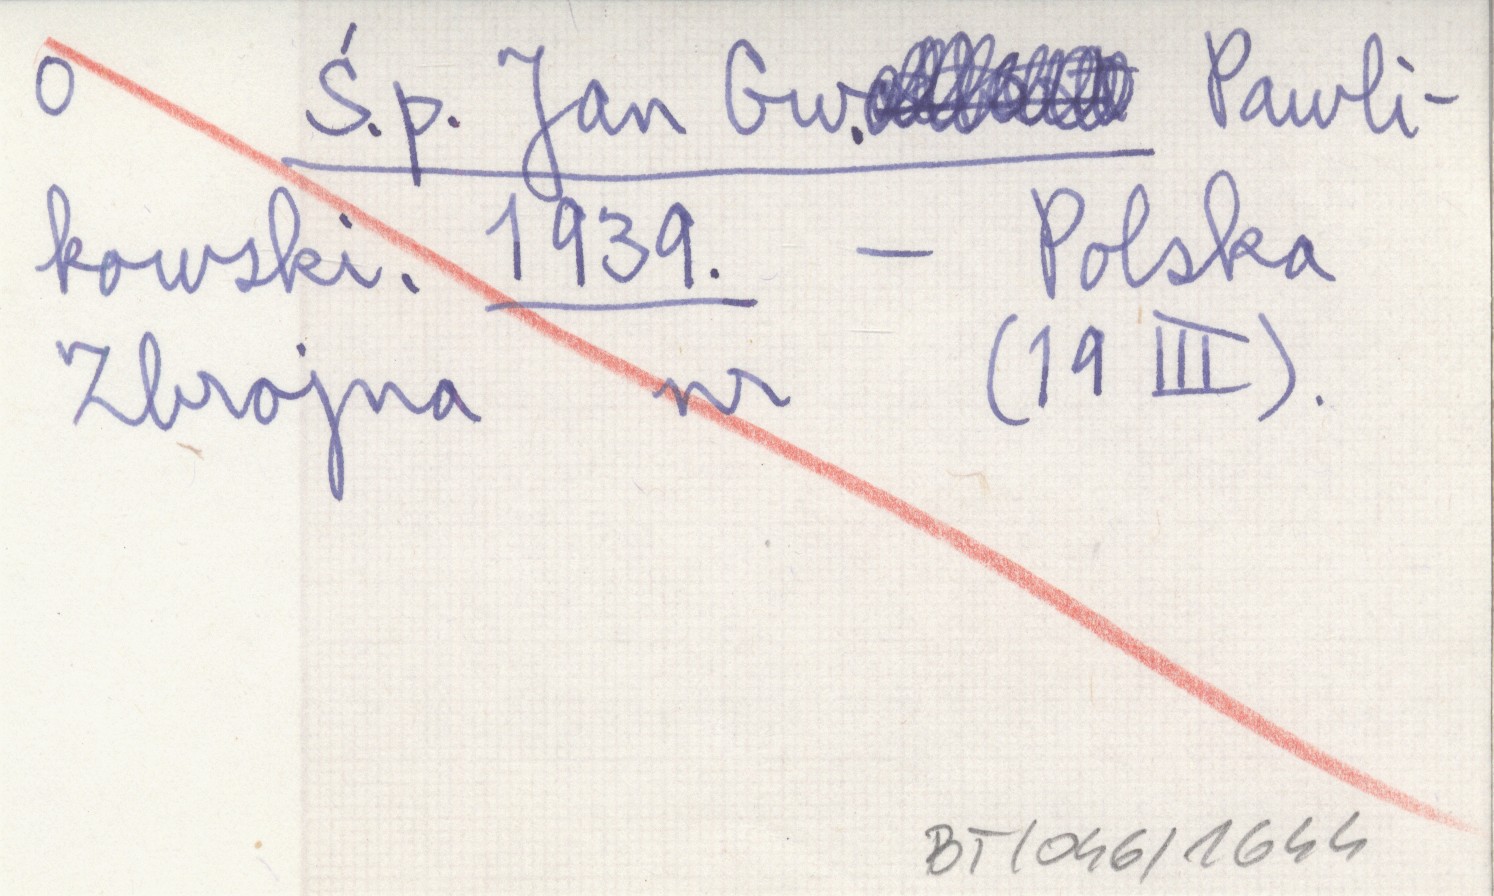 O Ś.p. Jan Gw. Pawli-
kowski. 1939. — Polska
Zbrojna nr (19 III).
BT/046/1644